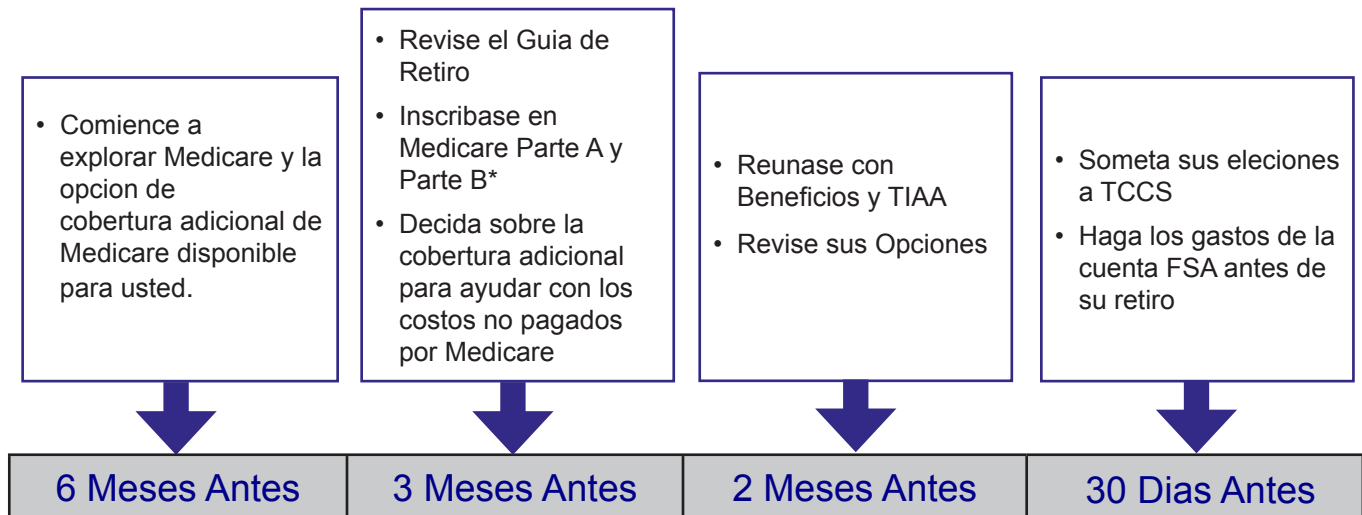 • Comience a
explorar Medicare y la
opcion de
cobertura adicional de
Medicare disponible
para usted.
• Revise el Guia de
Retiro
• Inscribase en
Medicare Parte A y
Parte B*
• Decida sobre la
cobertura adicional
para ayudar con los
costos no pagados
por Medicare
• Reunase con
Beneficios y TIAA
• Revise sus Opciones
• Someta sus eleciones
a TCCS
• Haga los gastos de la
cuenta FSA antes de
su retiro
6 Meses Antes
3 Meses Antes
2 Meses Antes
30 Dias Antes